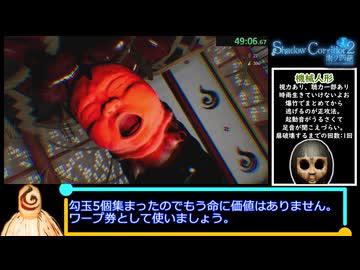 49:06.67
Shadow Corridor 2
雨ノ四葩
機械人形
視力あり、聴力一部あり
時術生きていけないよお
爆竹でまとめてから
逃げるのが正攻法。
起動音がうるさくて
足音が聞こえづらい。
扉破壊するまでの回数:1回
勾玉5個集まったのでもう命に価値はありません。
ワープ券として使いましょう。